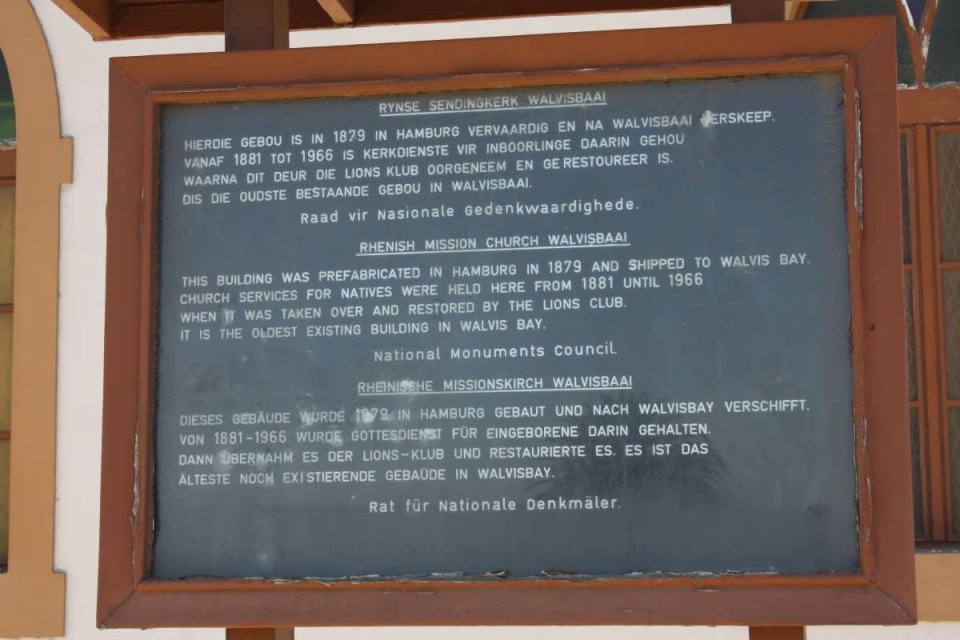 RYNSE SENDINGKERK WALVISBAAI
HIERDIE GEBOU IS IN 1879 IN HAMBURG VERVAARDIG EN NA WALVISBAAI VERSKEEP.
VANAF 1881 TOT 1966 IS KERKDIENSTE VIR INBOORLINGE DAARIN GEHOU
WAARNA DIT DEUR DIE LIONS KLUB OORGENEEM EN GERESTOUREER IS.
DIS DIE OUDSTE BESTAANDE GEBOU IN WALVISBAAI.
Raad vir Nasionale Gedenkwaardighede.
RHENISH MISSION CHURCH WALVISBAAI
THIS BUILDING WAS PREFABRICATED IN HAMBURG IN 1879 AND SHIPPED TO WALVIS BAY.
CHURCH SERVICES FOR NATIVES WERE HELD HERE FROM 1881 UNTIL 1966
WHEN IT WAS TAKEN OVER AND RESTORED BY THE LIONS CLUB.
IT IS THE OLDEST EXISTING BUILDING IN WALVIS BAY.
National Monuments Council.
RHEINISCHE MISSIONSKIRCH WALVISBAAI
DIESES GEBÄUDE WURDE 1879 IN HAMBURG GEBAUT UND NACH WALVISBAY VERSCHIFFT.
VON 1881-1966 WURDE GOTTESDIENST FÜR EINGEBORENE DARIN GEHALTEN.
DANN ÜBERNAHM ES DER LIONS-KLUB UND RESTAURIERTE ES. ES IST DAS
ÄLTESTE NOCH EXISTIERENDE GEBAÜDE IN WALVISBAY.
Rat für Nationale Denkmäler.